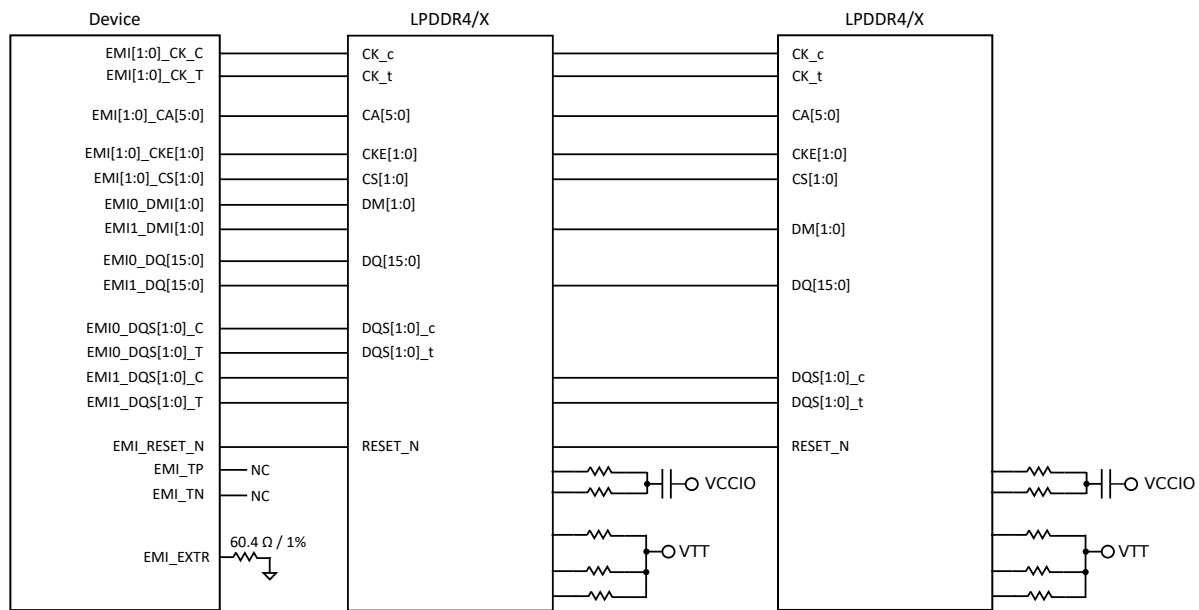 Device LPDDR4/X LPDDR4/X
EMI[1:0]_CK_C CK_c CK_c
EMI[1:0]_CK_T CK_t CK_t
EMI[1:0]_CA[5:0] CA[5:0] CA[5:0]
EMI[1:0]_CKE[1:0] CKE[1:0] CKE[1:0]
EMI[1:0]_CS[1:0] CS[1:0] CS[1:0]
EMI0_DMI[1:0] DM[1:0]
EMI1_DMI[1:0] DM[1:0]
EMI0_DQ[15:0] DQ[15:0]
EMI1_DQ[15:0] DQ[15:0]
EMI0_DQS[1:0]_C DQS[1:0]_c
EMI0_DQS[1:0]_T DQS[1:0]_t
EMI1_DQS[1:0]_C DQS[1:0]_c
EMI1_DQS[1:0]_T DQS[1:0]_t
EMI_RESET_N RESET_N RESET_N
EMI_TP NC
VCCIO VCCIO
EMI_TN NC
60.4 Ω / 1%
VTT VTT
EMI_EXTR